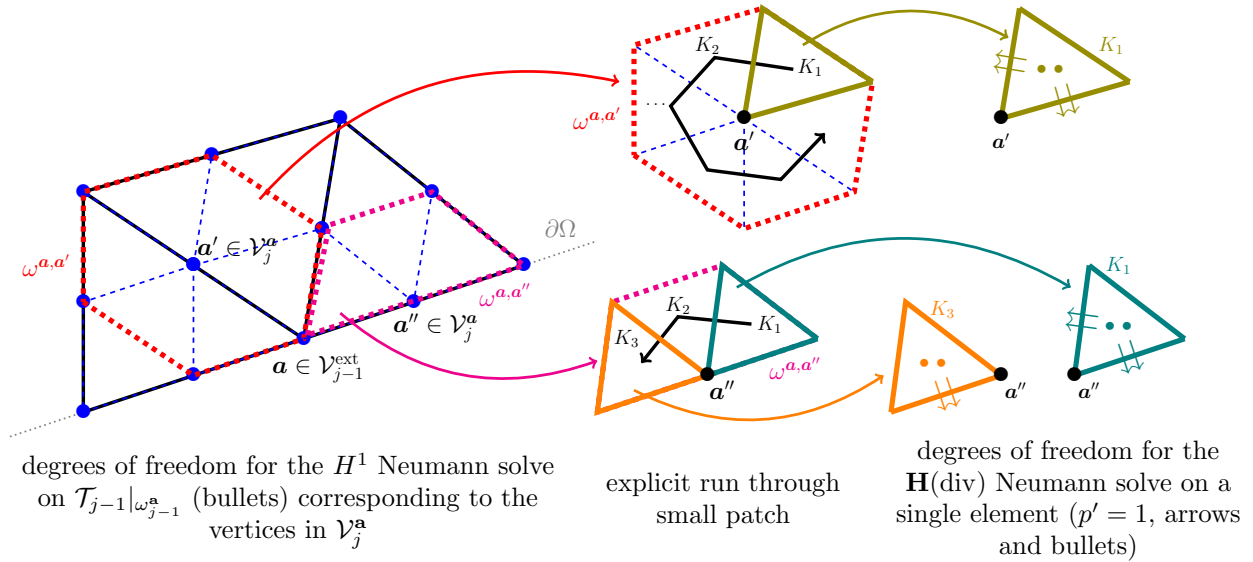 K₂
K₁
K₁
ω^{a,a'}
a'
a'
∂Ω
a' ∈ 𝒱_j^a
ω^{a,a'}
ω^{a,a''}
a'' ∈ 𝒱_j^a
a ∈ 𝒱_{j−1}^{ext}
K₂
K₁
K₃
ω^{a,a''}
a''
K₃
a''
K₁
a''
degrees of freedom for the H¹ Neumann solve
on 𝒯_{j−1}|_{ω_{j−1}^a} (bullets) corresponding to the
vertices in 𝒱_j^a
explicit run through
small patch
degrees of freedom for the
H(div) Neumann solve on a
single element (p′ = 1, arrows
and bullets)